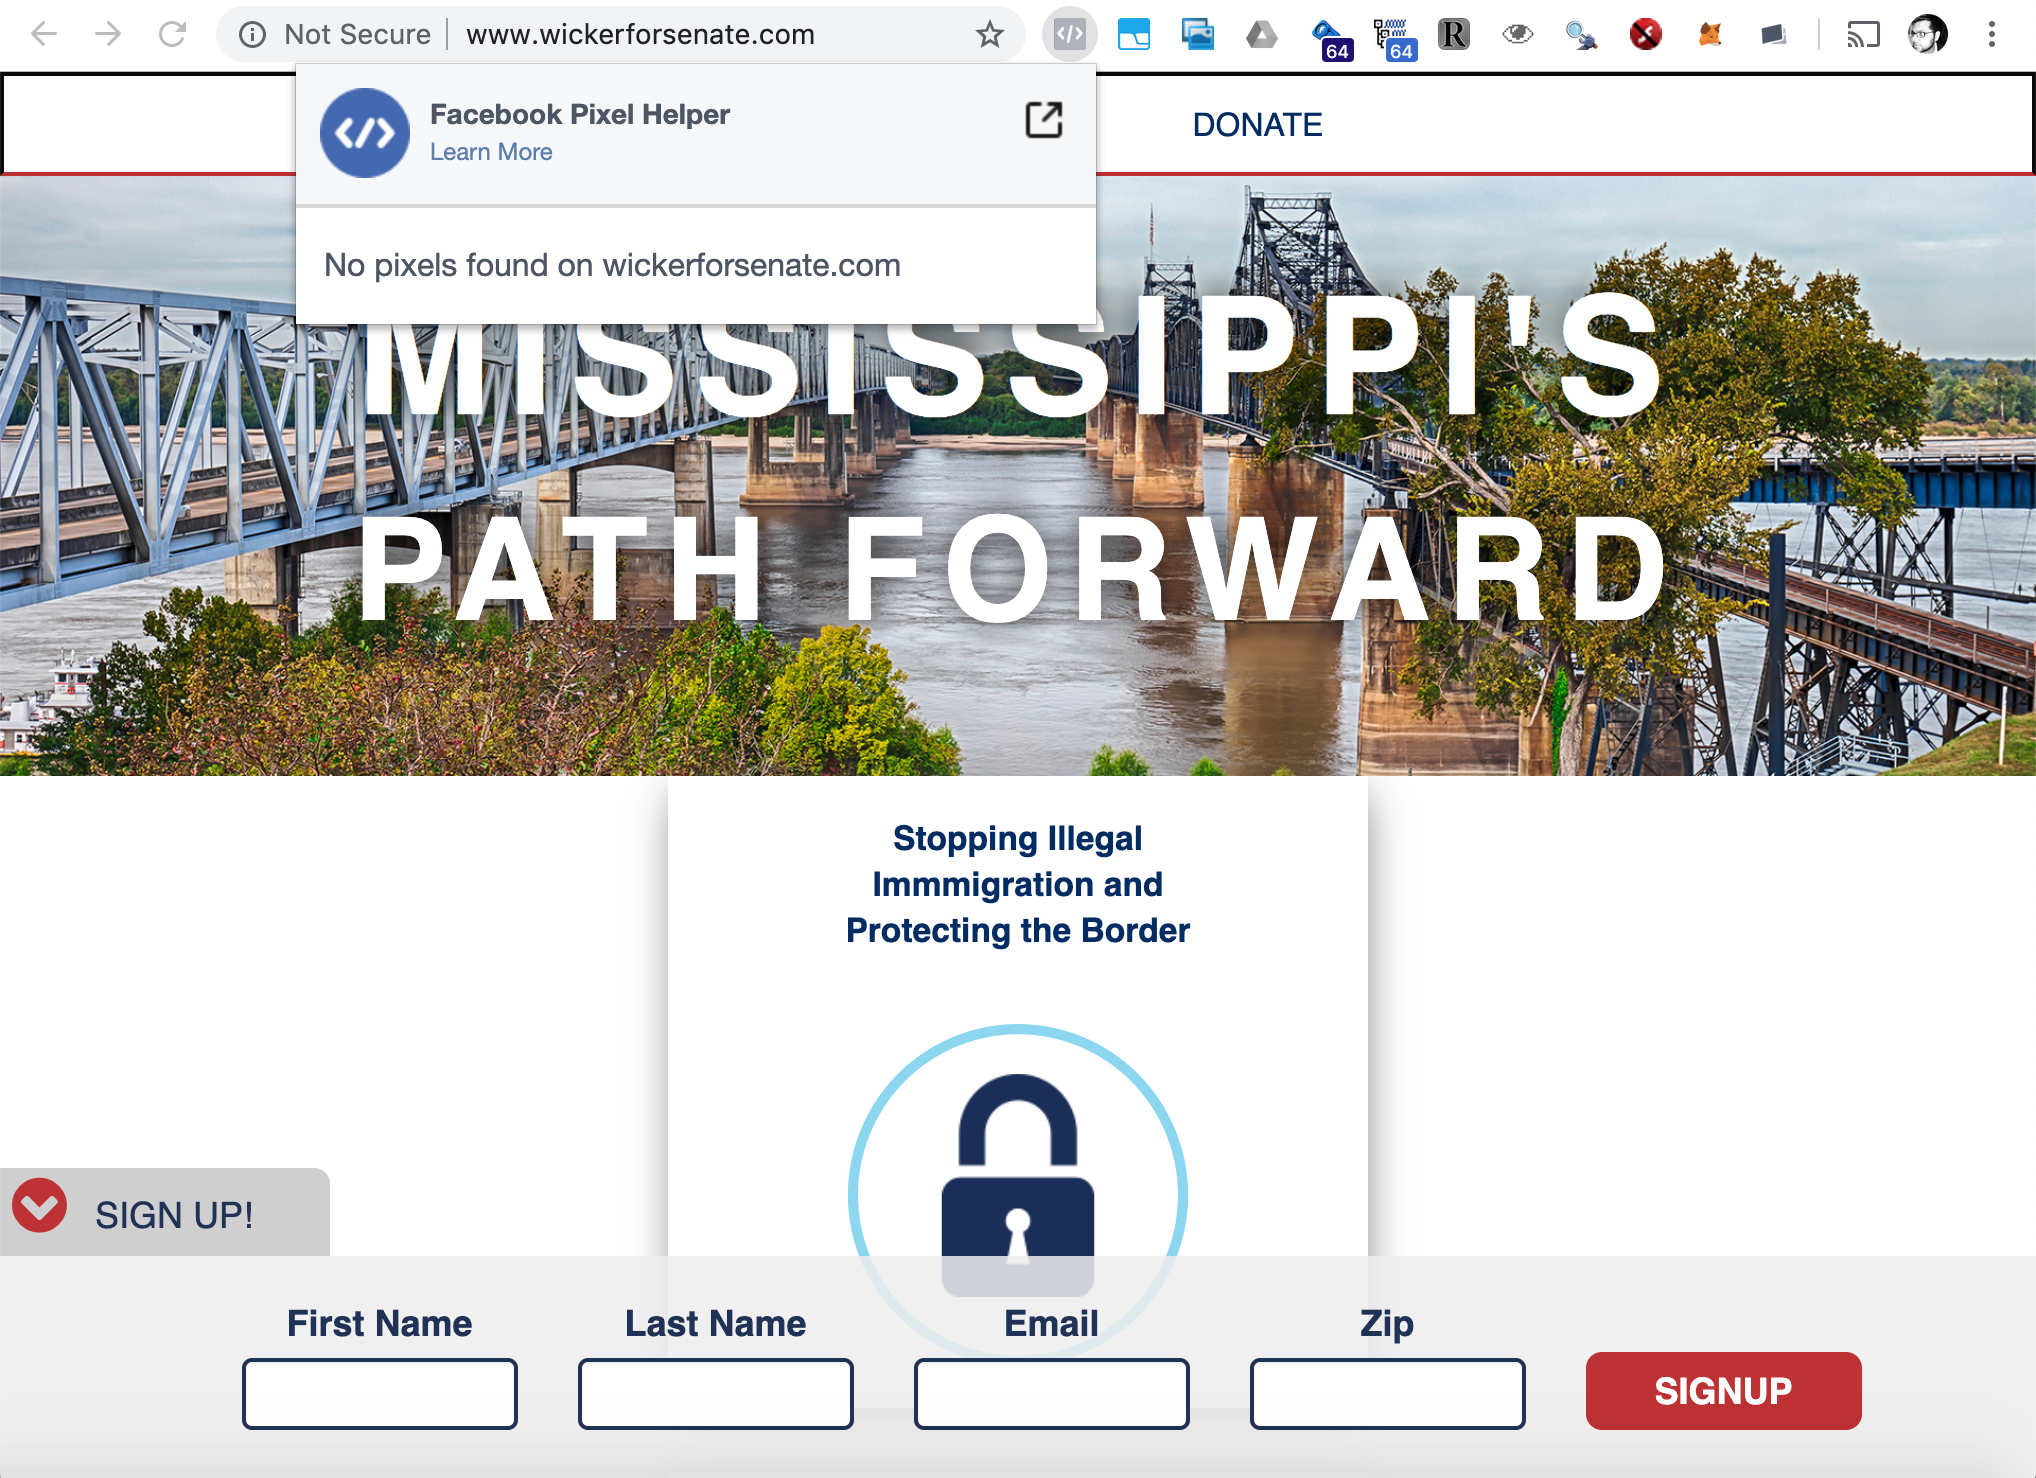 Not Secure www.wickerforsenate.com
64
64
R
Facebook Pixel Helper
Learn More
DONATE
No pixels found on wickerforsenate.com
MISSISSIPPI'S
PATH FORWARD
Stopping Illegal
Immmigration and
Protecting the Border
SIGN UP!
First Name
Last Name
Email
Zip
SIGNUP